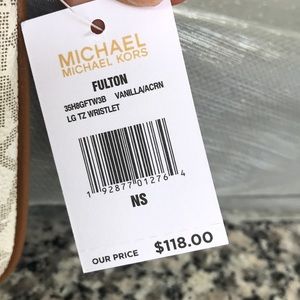 MICHAEL
MICHAEL KORS
FULTON
35H8GFTW3B VANILLA/ACRN
LG TZ WRISTLET
1 92877 01276 4
NS
OUR PRICE $118.00